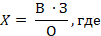 X = В · З / О , где